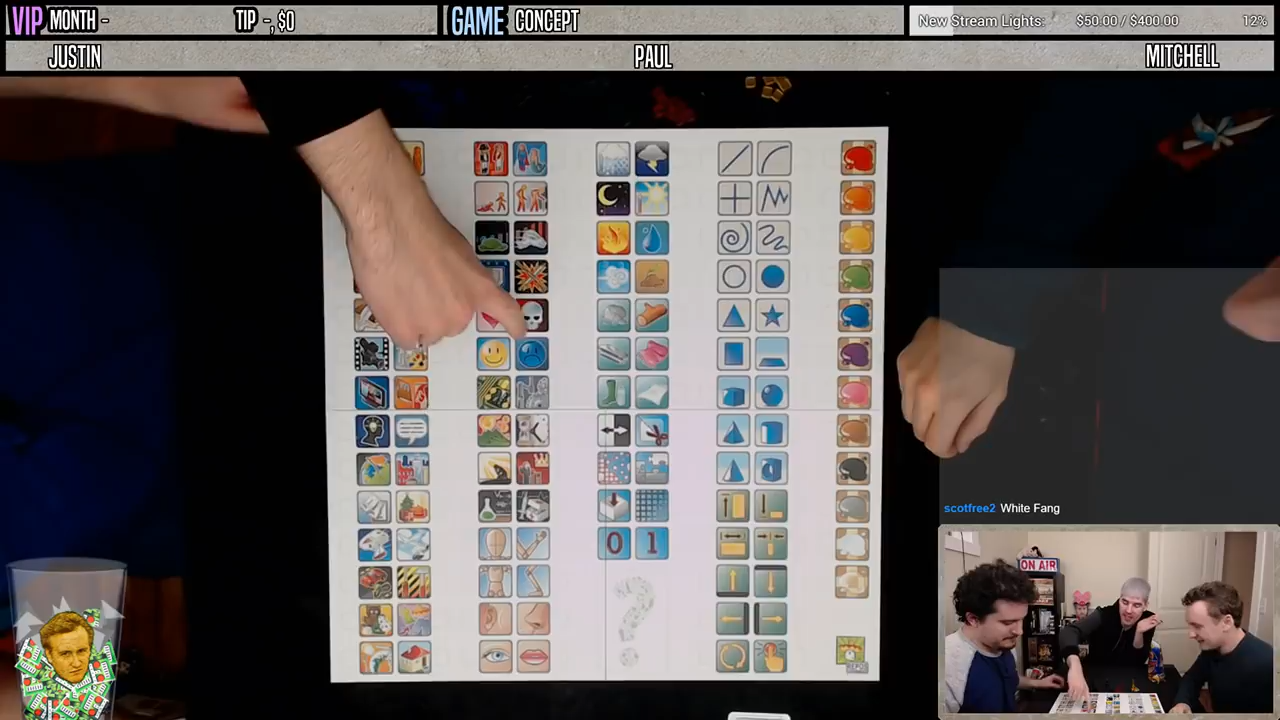 VIP MONTH -
TIP -, $0
GAME CONCEPT
New Stream Lights: $50.00 / $400.00 12%
JUSTIN
PAUL
MITCHELL
0 1
?
scotfree2 White Fang
ON AIR